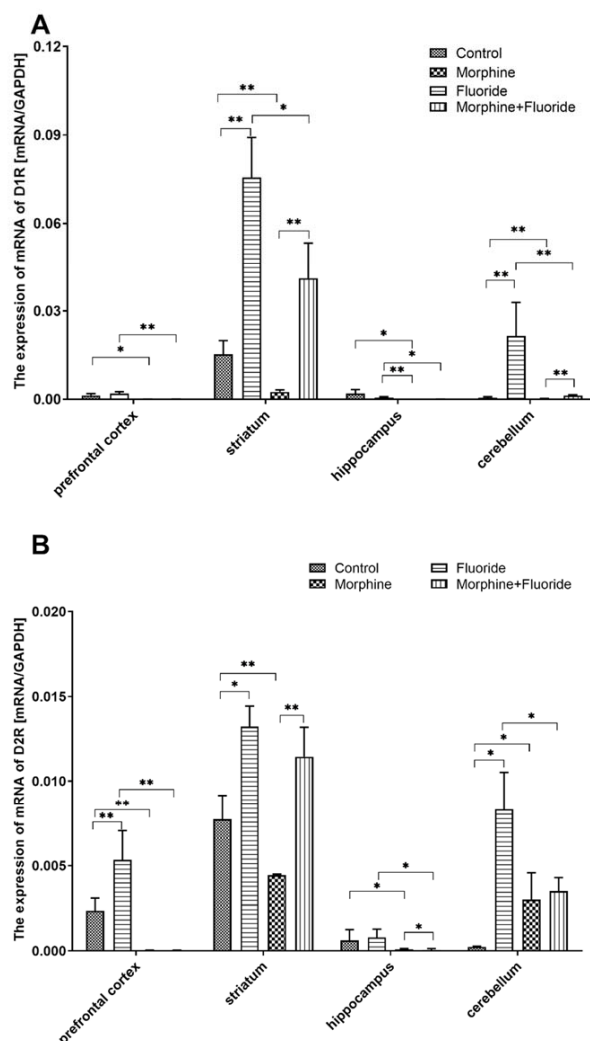 A
The expression of mRNA of D1R [mRNA/GAPDH]
0.12
0.09
0.06
0.03
0.00
Control
Morphine
Fluoride
Morphine+Fluoride
**
**
*
**
**
*
*
*
**
**
**
**
**
prefrontal cortex
striatum
hippocampus
cerebellum
B
The expression of mRNA of D2R [mRNA/GAPDH]
0.020
0.015
0.010
0.005
0.000
Control
Fluoride
Morphine
Morphine+Fluoride
**
**
**
**
*
**
*
*
*
*
*
*
prefrontal cortex
striatum
hippocampus
cerebellum